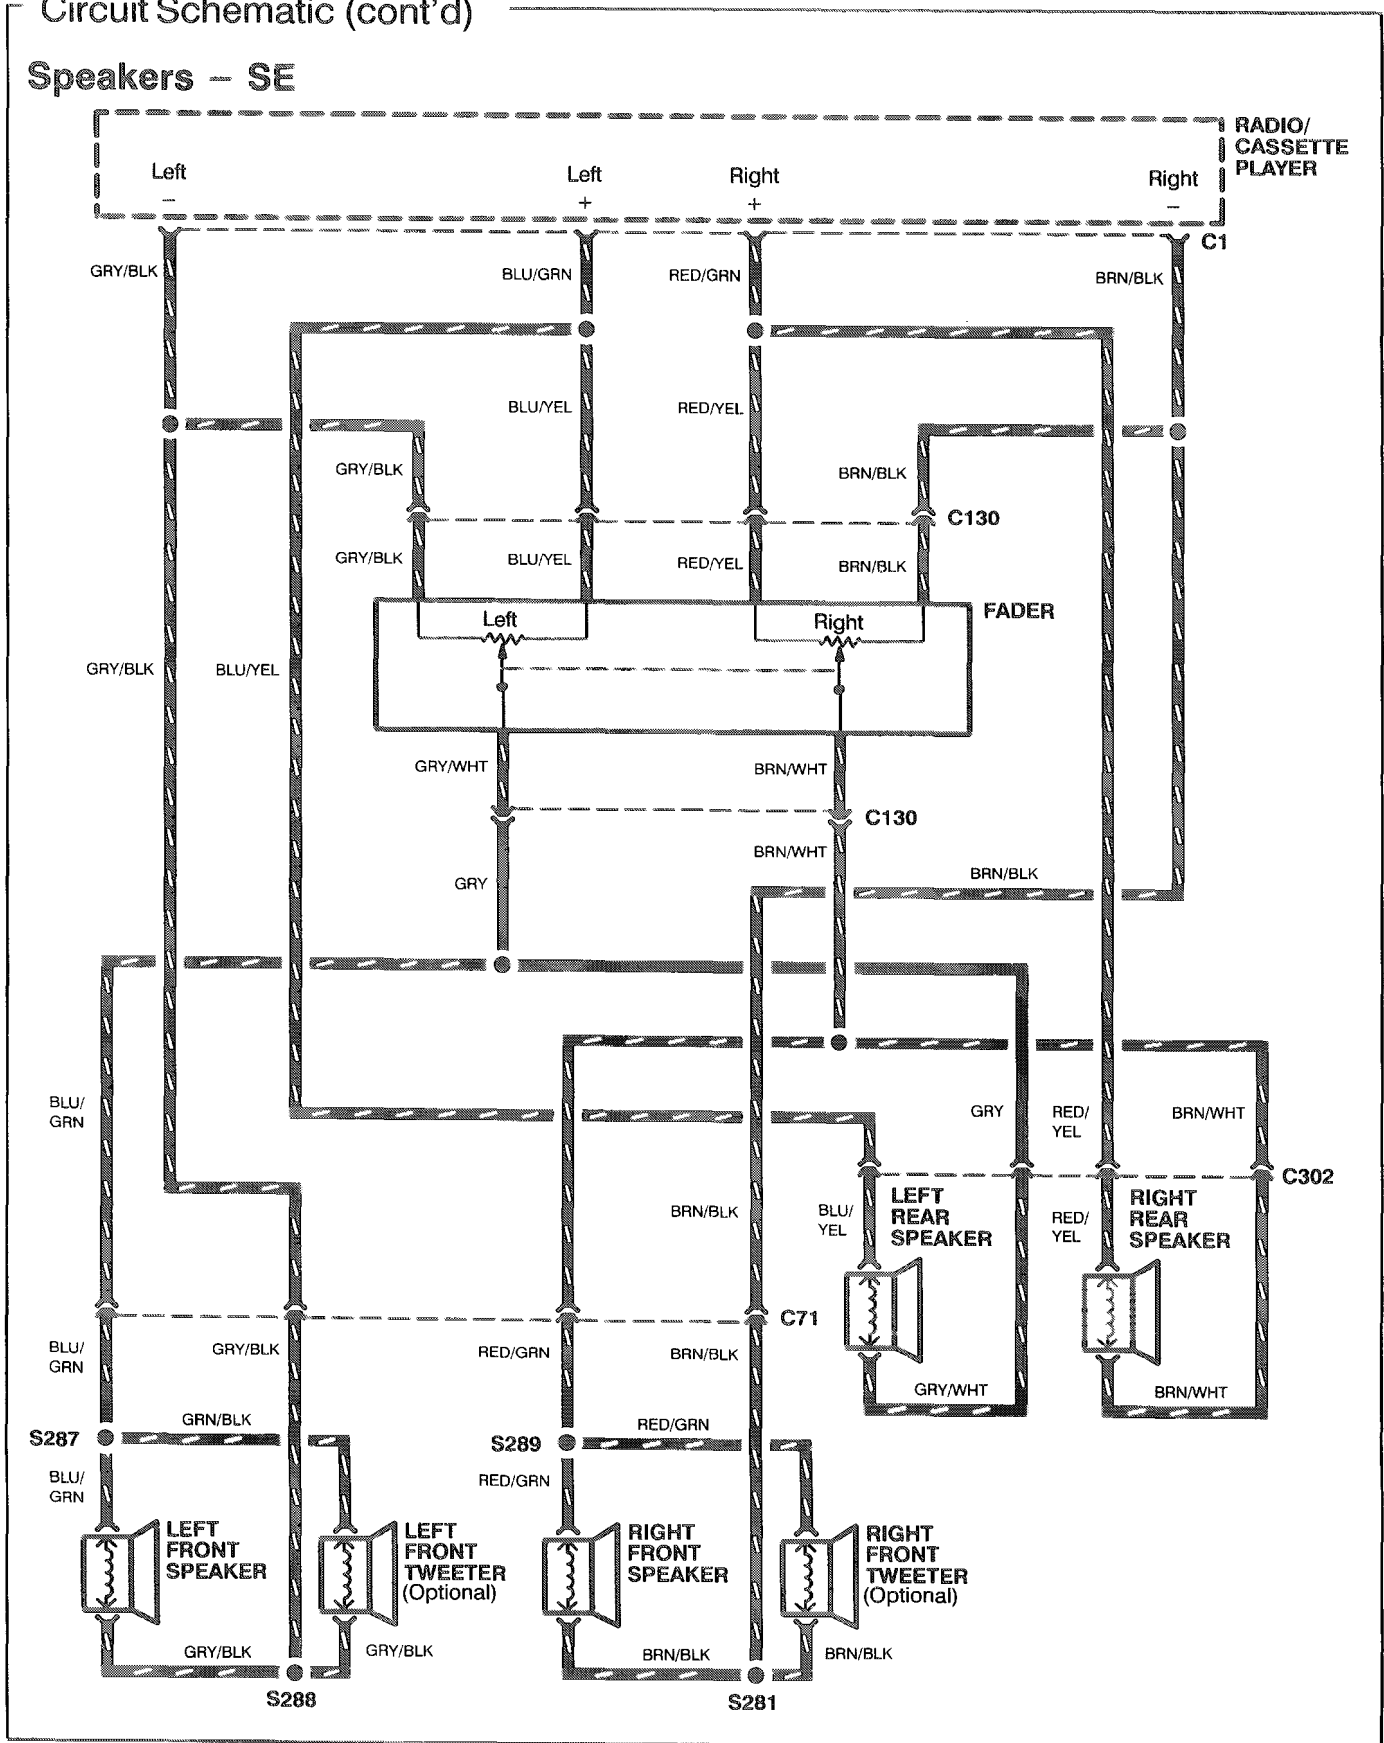 Circuit Schematic (cont'd)
Speakers – SE
RADIO/
CASSETTE
PLAYER
Left
–
Left
+
Right
+
Right
–
C1
GRY/BLK
BLU/GRN
RED/GRN
BRN/BLK
BLU/YEL
RED/YEL
GRY/BLK
BRN/BLK
C130
GRY/BLK
BLU/YEL
RED/YEL
BRN/BLK
FADER
Left
Right
GRY/BLK
BLU/YEL
GRY/WHT
BRN/WHT
C130
BRN/WHT
GRY
BRN/BLK
BLU/
GRN
GRY
RED/
YEL
BRN/WHT
C302
BRN/BLK
BLU/
YEL
LEFT
REAR
SPEAKER
RED/
YEL
RIGHT
REAR
SPEAKER
C71
BLU/
GRN
GRY/BLK
RED/GRN
BRN/BLK
GRY/WHT
BRN/WHT
GRN/BLK
RED/GRN
S287
S289
BLU/
GRN
RED/GRN
LEFT
FRONT
SPEAKER
LEFT
FRONT
TWEETER
(Optional)
RIGHT
FRONT
SPEAKER
RIGHT
FRONT
TWEETER
(Optional)
GRY/BLK
GRY/BLK
BRN/BLK
BRN/BLK
S288
S281